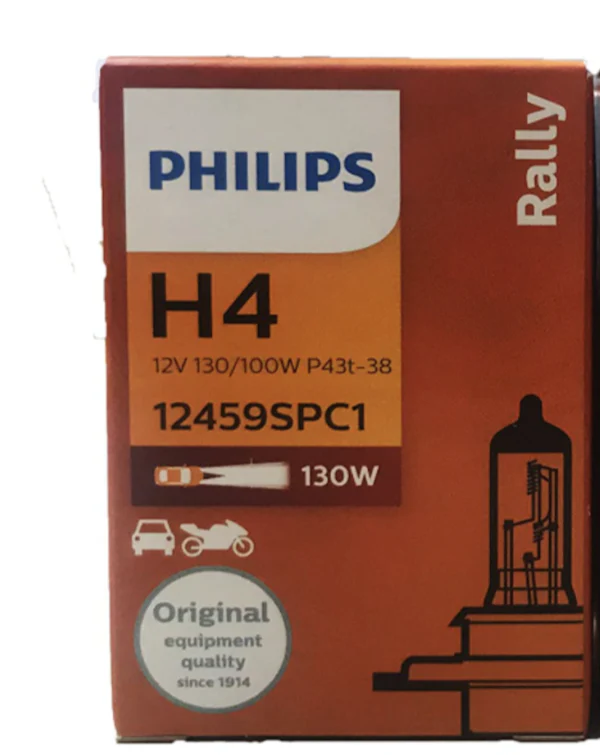 PHILIPS
Rally
H4
12V 130/100W P43t-38
12459SPC1
130W
Original
equipment
quality
since 1914